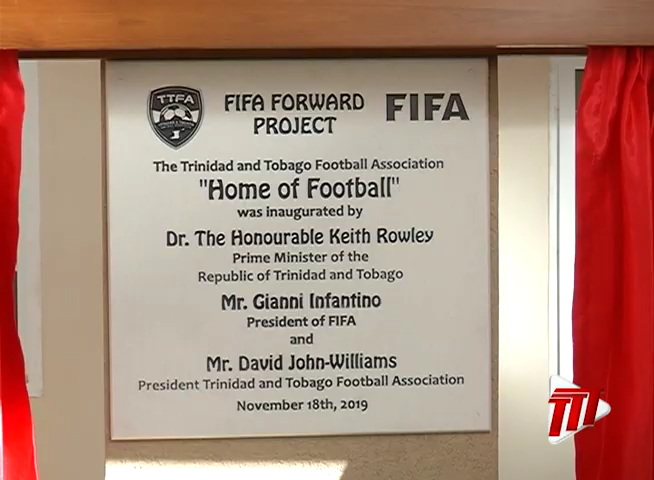 TTFA
FIFA FORWARD
PROJECT
FIFA
The Trinidad and Tobago Football Association
"Home of Football"
was inaugurated by
Dr. The Honourable Keith Rowley
Prime Minister of the
Republic of Trinidad and Tobago
Mr. Gianni Infantino
President of FIFA
and
Mr. David John-Williams
President Trinidad and Tobago Football Association
November 18th, 2019
TTT